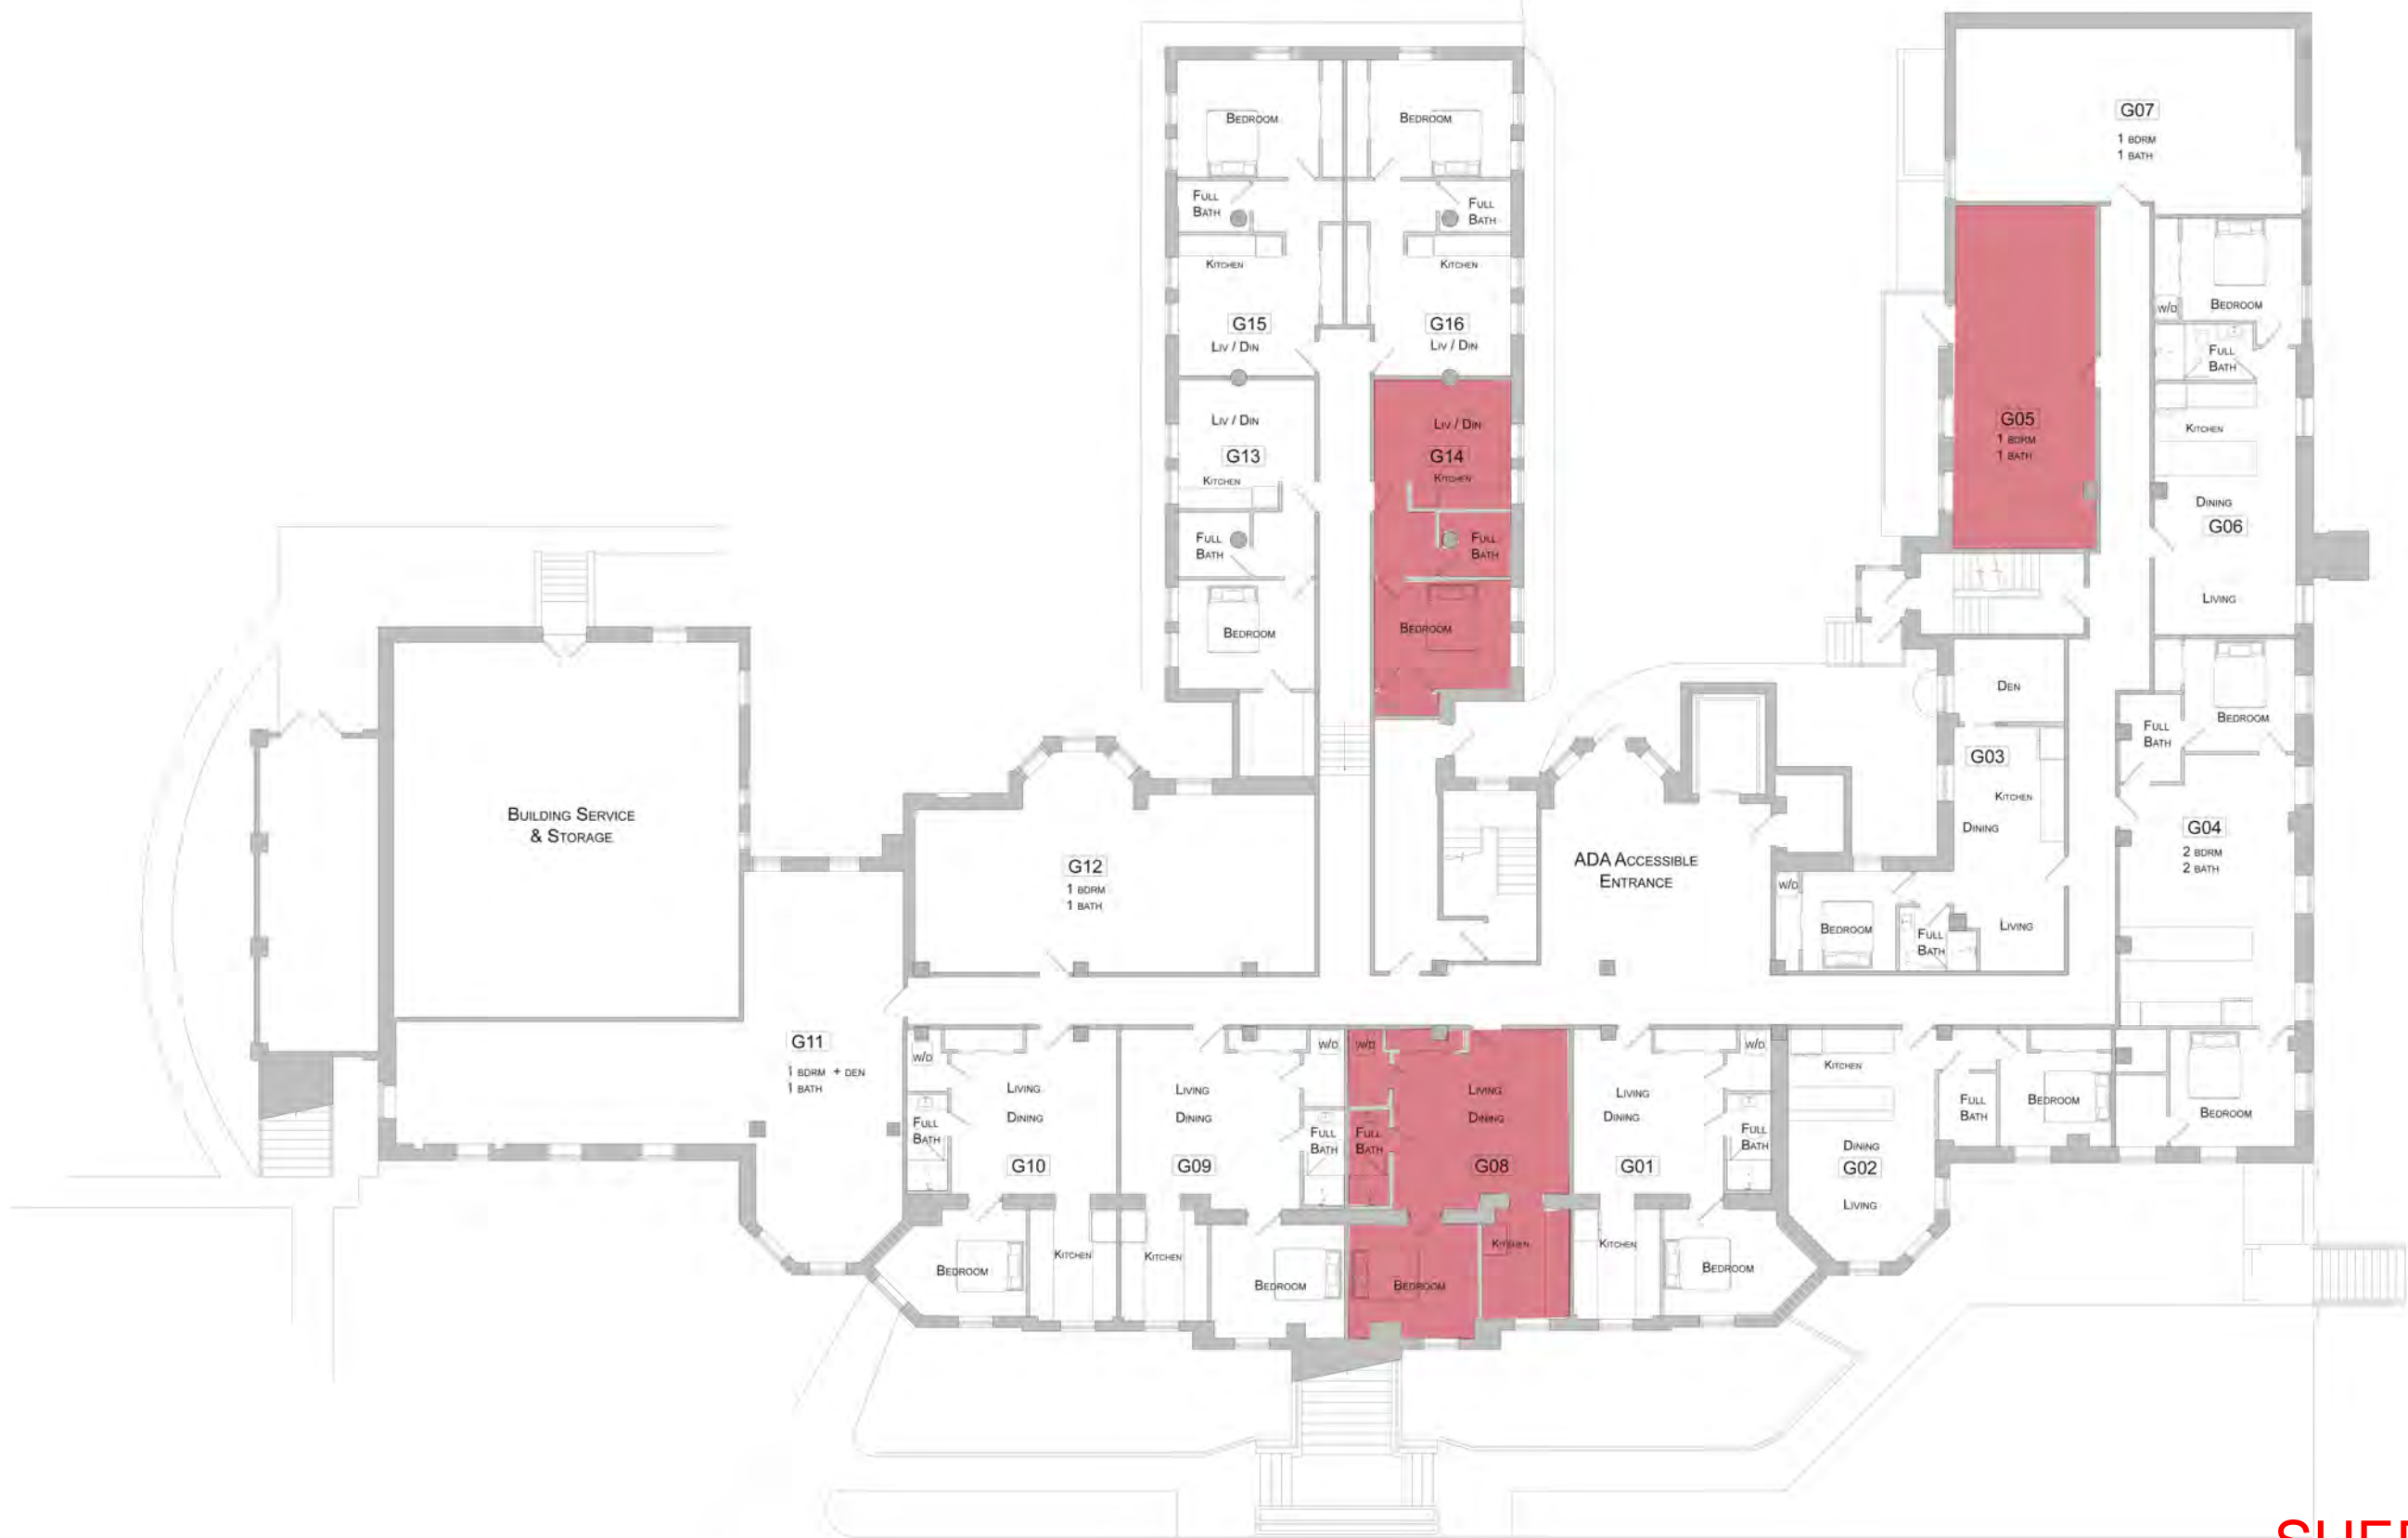 BEDROOM
BEDROOM
FULL
BATH
FULL
BATH
KITCHEN
KITCHEN
G15
LIV / DIN
G16
LIV / DIN
LIV / DIN
G13
KITCHEN
LIV / DIN
G14
KITCHEN
FULL
BATH
FULL
BATH
BEDROOM
BEDROOM
G07
1 BDRM
1 BATH
G05
1 BDRM
1 BATH
W/D
BEDROOM
FULL
BATH
KITCHEN
DINING
G06
LIVING
DEN
G03
KITCHEN
DINING
W/D
BEDROOM
FULL
BATH
LIVING
FULL
BATH
BEDROOM
G04
2 BDRM
2 BATH
BEDROOM
BUILDING SERVICE
& STORAGE
G12
1 BDRM
1 BATH
ADA ACCESSIBLE
ENTRANCE
G11
1 BDRM + DEN
1 BATH
W/D
LIVING
DINING
FULL
BATH
G10
BEDROOM
KITCHEN
W/D
LIVING
DINING
FULL
BATH
G09
KITCHEN
BEDROOM
W/D
LIVING
DINING
FULL
BATH
G08
BEDROOM
KITCHEN
W/D
LIVING
DINING
FULL
BATH
G01
KITCHEN
BEDROOM
KITCHEN
DINING
G02
LIVING
FULL
BATH
BEDROOM